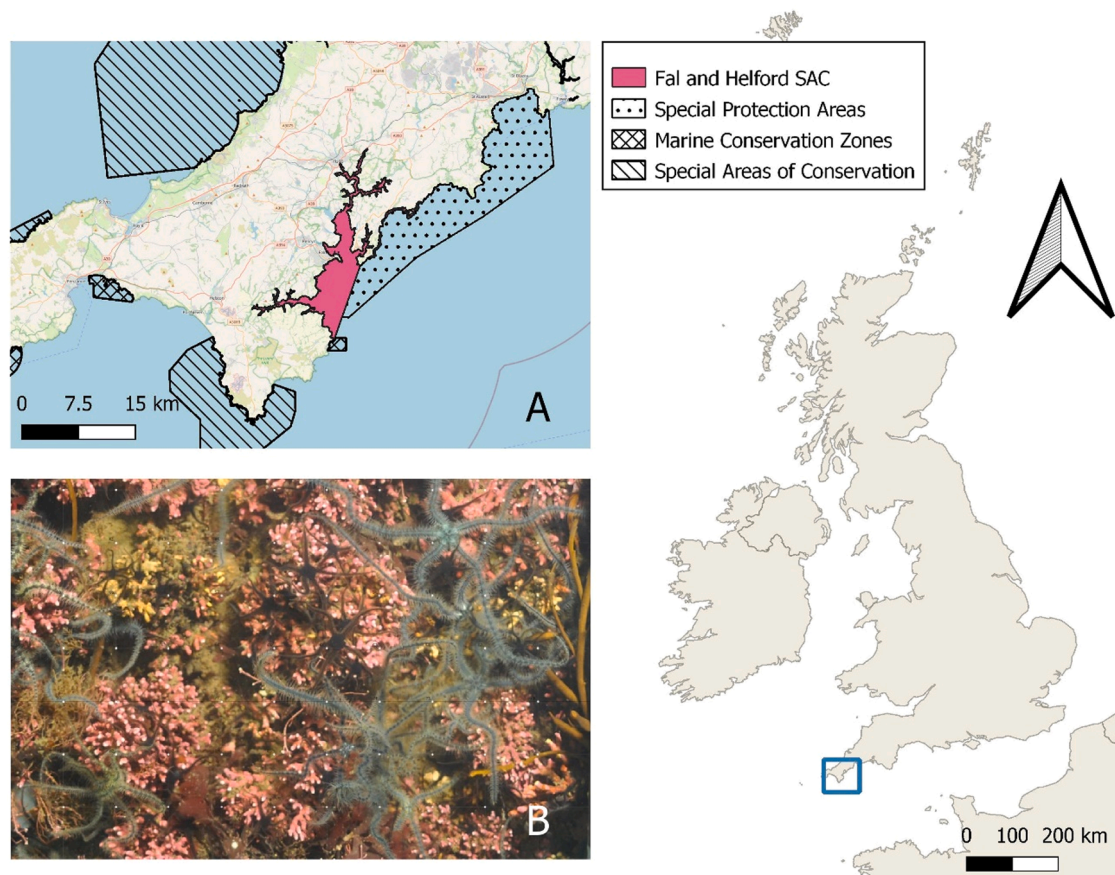 Fal and Helford SAC
Special Protection Areas
Marine Conservation Zones
Special Areas of Conservation
0 7.5 15 km
A
B
0 100 200 km